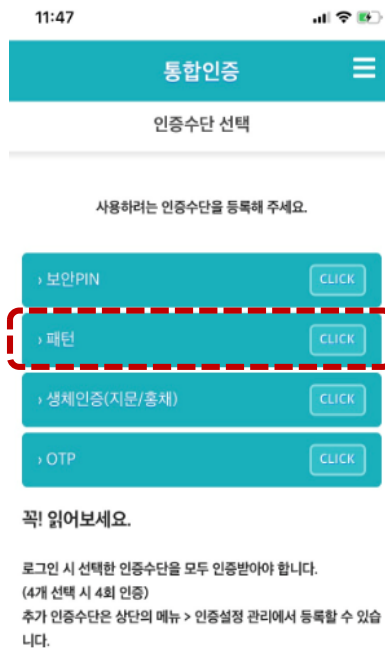 11:47
통합인증
인증수단 선택
사용하려는 인증수단을 등록해 주세요.
› 보안PIN CLICK
› 패턴 CLICK
› 생체인증(지문/홍채) CLICK
› OTP CLICK
꼭! 읽어보세요.
로그인 시 선택한 인증수단을 모두 인증받아야 합니다.
(4개 선택 시 4회 인증)
추가 인증수단은 상단의 메뉴 > 인증설정 관리에서 등록할 수 있습
니다.